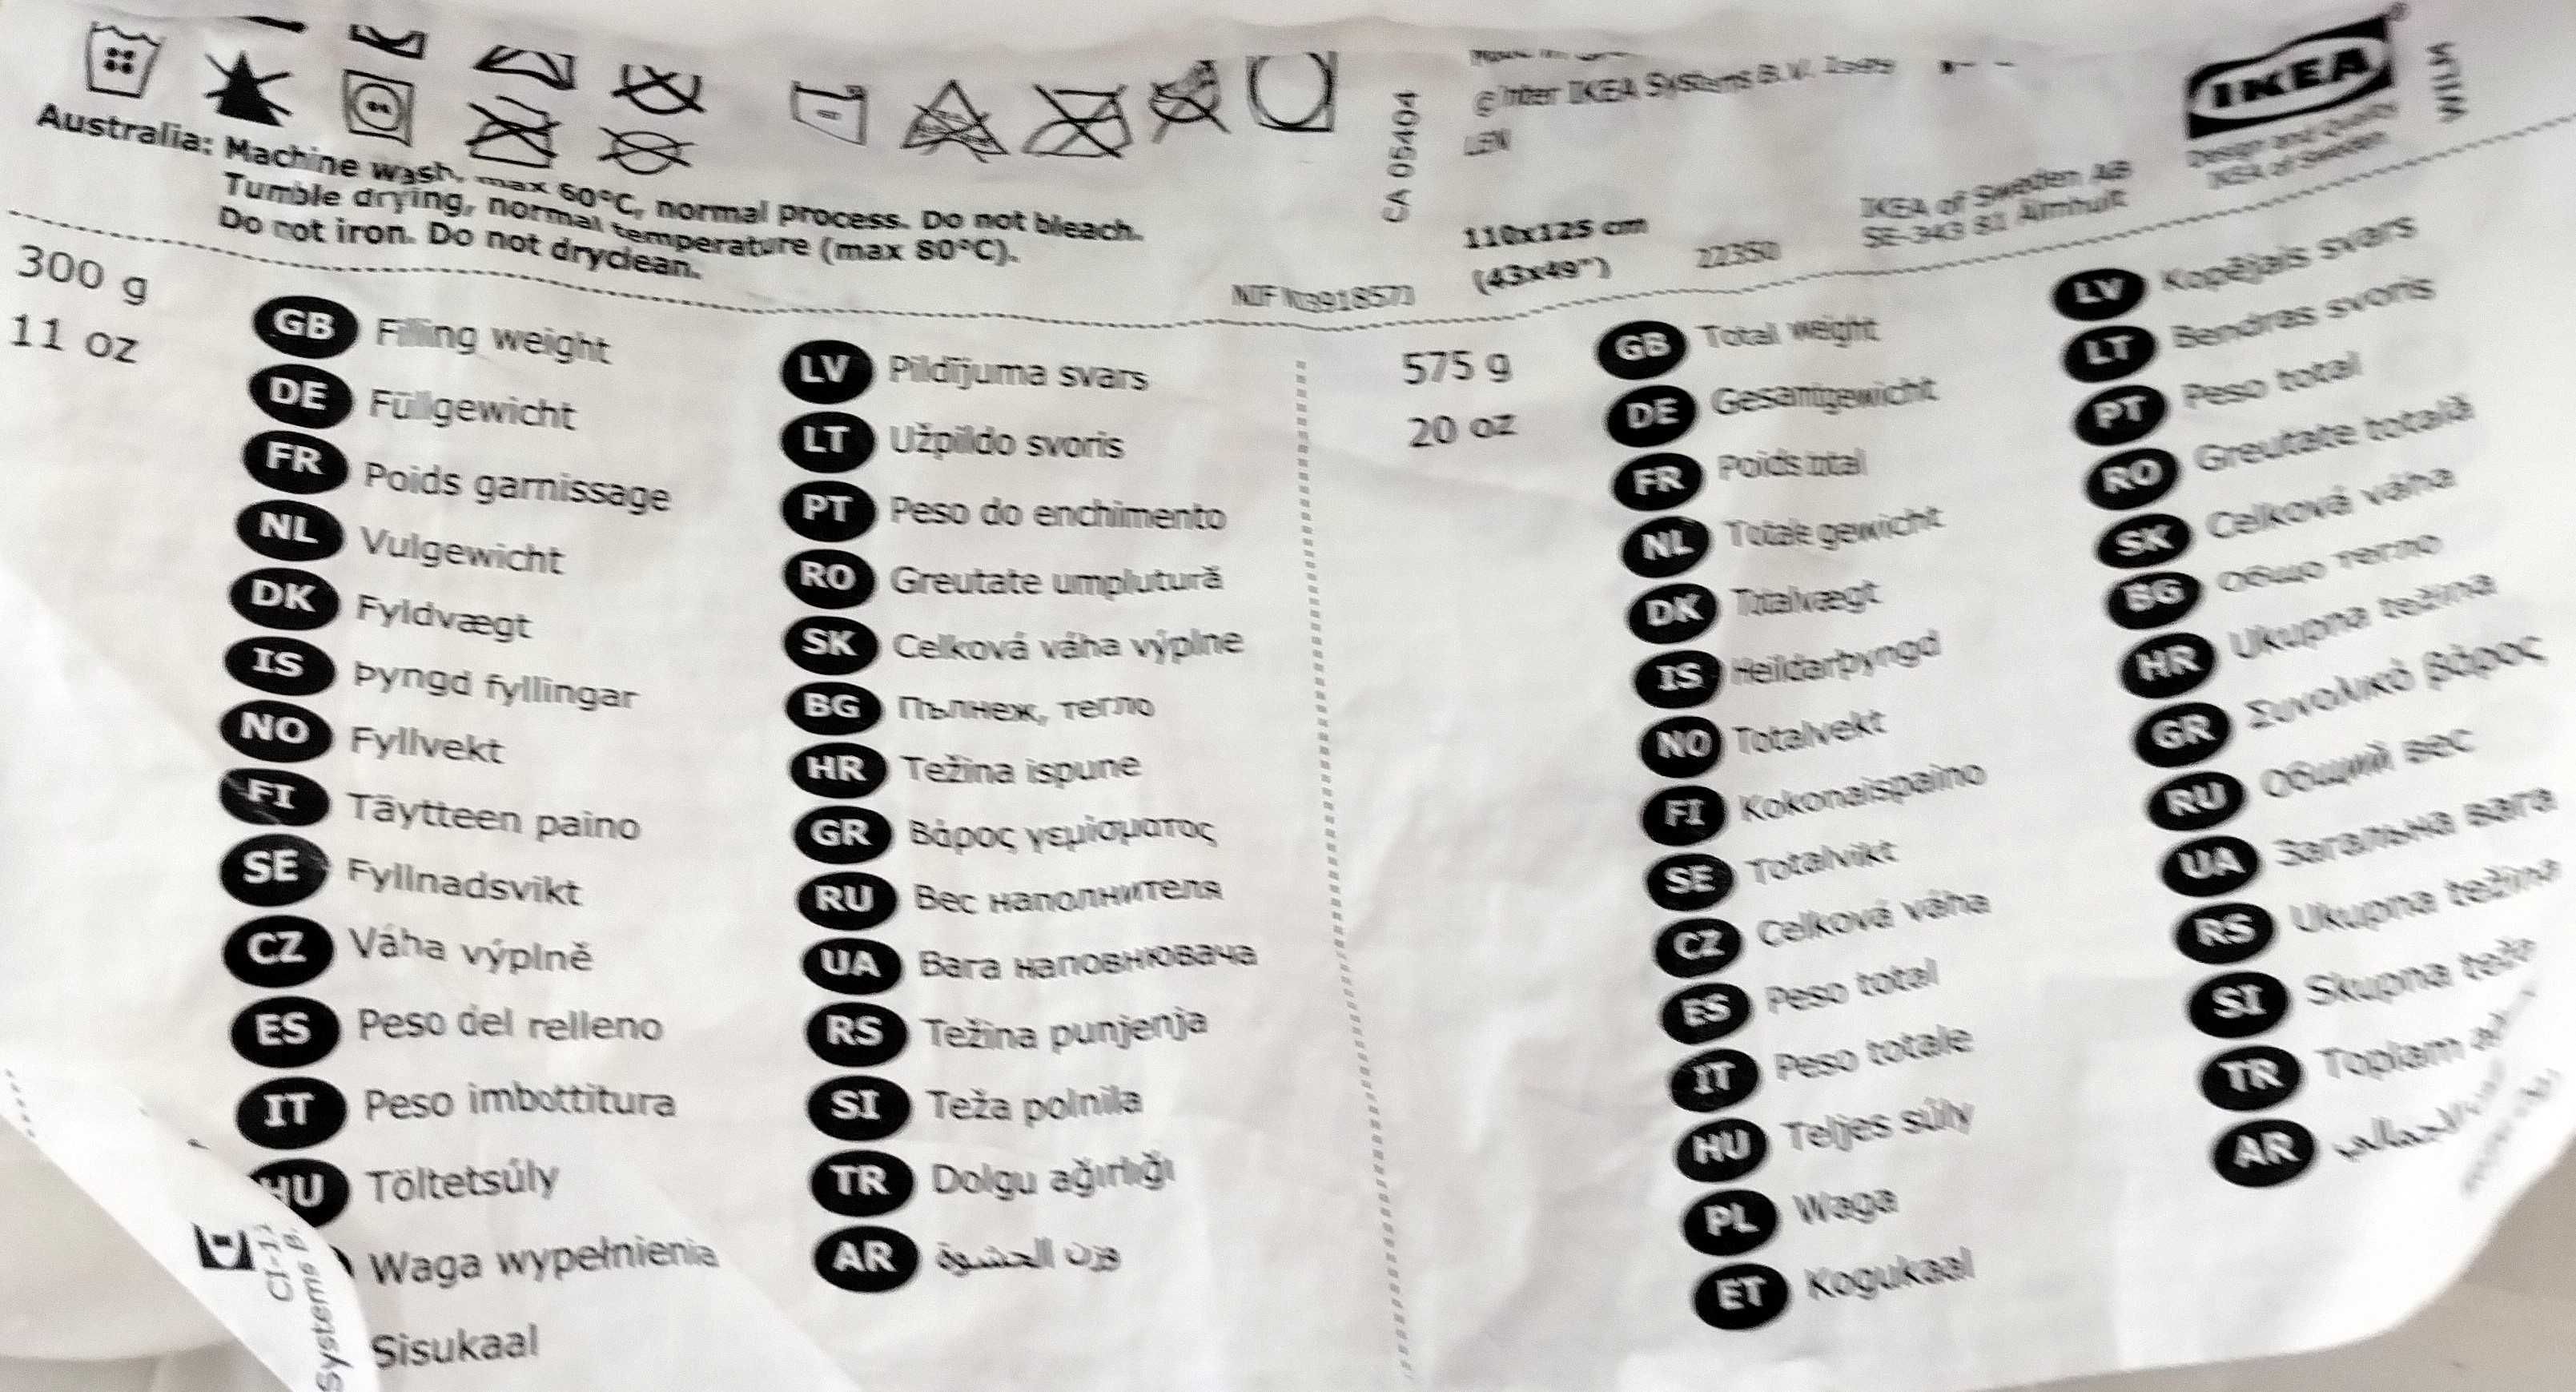 Australia: Machine wash, max 60°C, normal process. Do not bleach.
Tumble drying, normal temperature (max 80°C).
Do not iron. Do not dryclean.
CA 05404
© Inter IKEA Systems B.V.
LEN
110x125 cm
(43x49")
22350
IKEA of Sweden AB
SE-343 81 Älmhult
IKEA®
Design and Quality
IKEA of Sweden
300 g
11 oz
GB Filling weight
DE Füllgewicht
FR Poids garnissage
NL Vulgewicht
DK Fyldvægt
IS Þyngd fyllingar
NO Fyllvekt
FI Täytteen paino
SE Fyllnadsvikt
CZ Váha výplně
ES Peso del relleno
IT Peso imbottitura
HU Töltetsúly
Waga wypełnienia
Sisukaal
LV Pildījuma svars
LT Užpildo svoris
PT Peso do enchimento
RO Greutate umplutură
SK Celková váha výplne
BG Пълнеж, тегло
HR Težina ispune
GR Βάρος γεμίσματος
RU Вес наполнителя
UA Вага наповнювача
RS Težina punjenja
SI Teža polnila
TR Dolgu ağırlığı
AR وزن الحشوة
575 g
20 oz
GB Total weight
DE Gesamtgewicht
FR Poids total
NL Totale gewicht
DK Totalvægt
IS Heildarþyngd
NO Totalvekt
FI Kokonaispaino
SE Totalvikt
CZ Celková váha
ES Peso total
IT Peso totale
HU Teljes súly
PL Waga
ET Kogukaal
LV Kopējais svars
LT Bendras svoris
PT Peso total
RO Greutate totală
SK Celková váha
BG Общо тегло
HR Ukupna težina
GR Συνολικό βάρος
RU Общий вес
UA Загальна вага
RS Ukupna težina
SI Skupna
TR Toplam
AR
Systems B.